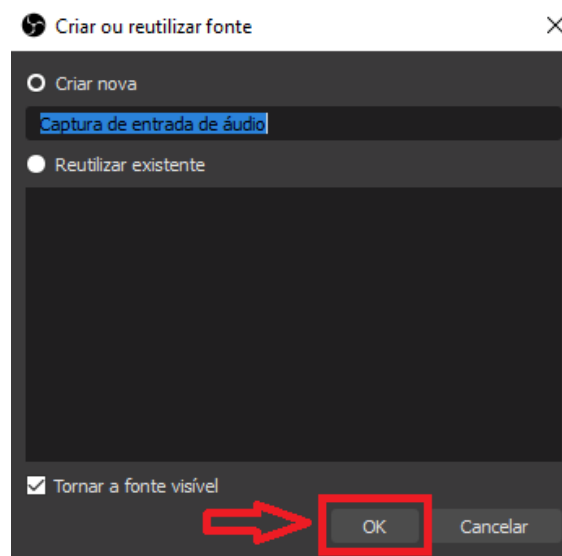 Criar ou reutilizar fonte
Criar nova
Captura de entrada de áudio
Reutilizar existente
Tornar a fonte visível
OK
Cancelar